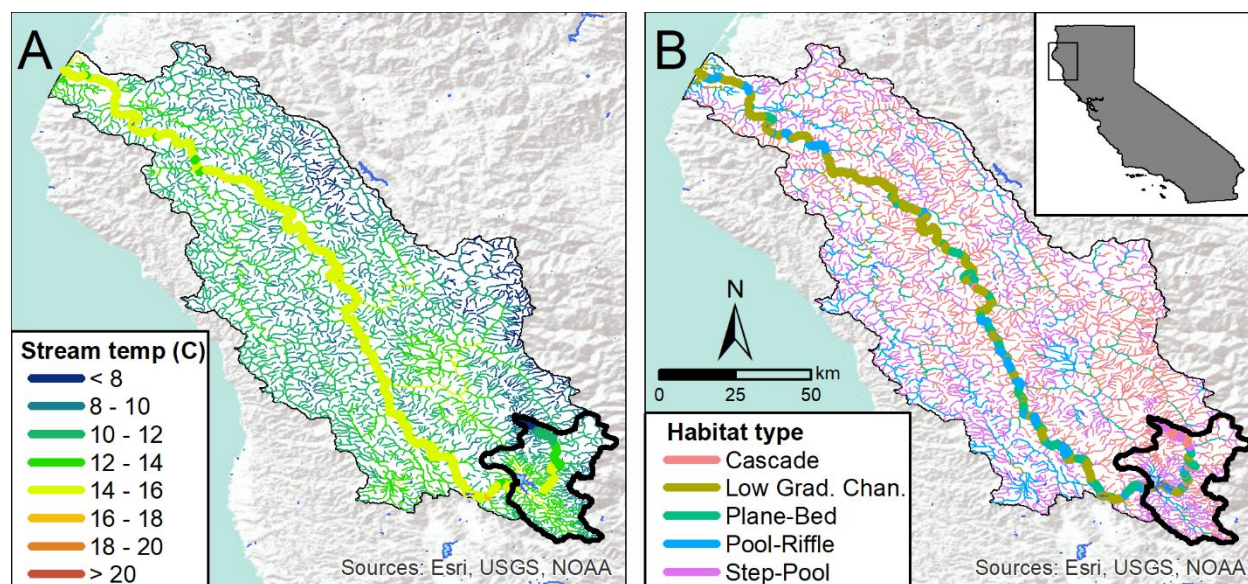 A
Stream temp (C)
< 8
8 - 10
10 - 12
12 - 14
14 - 16
16 - 18
18 - 20
> 20
Sources: Esri, USGS, NOAA
B
N
0 25 50 km
Habitat type
Cascade
Low Grad. Chan.
Plane-Bed
Pool-Riffle
Step-Pool
Sources: Esri, USGS, NOAA